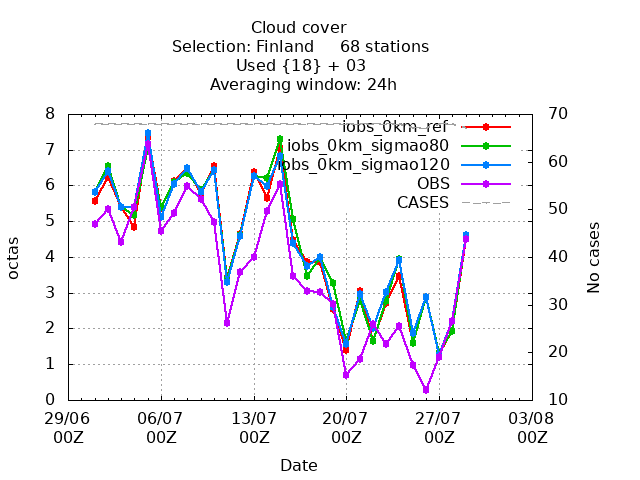 Cloud cover
Selection: Finland 68 stations
Used {18} + 03
Averaging window: 24h
8 70
iobs_0km_ref
7 iobs_0km_sigmao80
60
iobs_0km_sigmao120
6 OBS
50
CASES
5
octas 4 40 No cases
3
30
2
20
1
0 10
29/06 06/07 13/07 20/07 27/07 03/08
00Z 00Z 00Z 00Z 00Z 00Z
Date